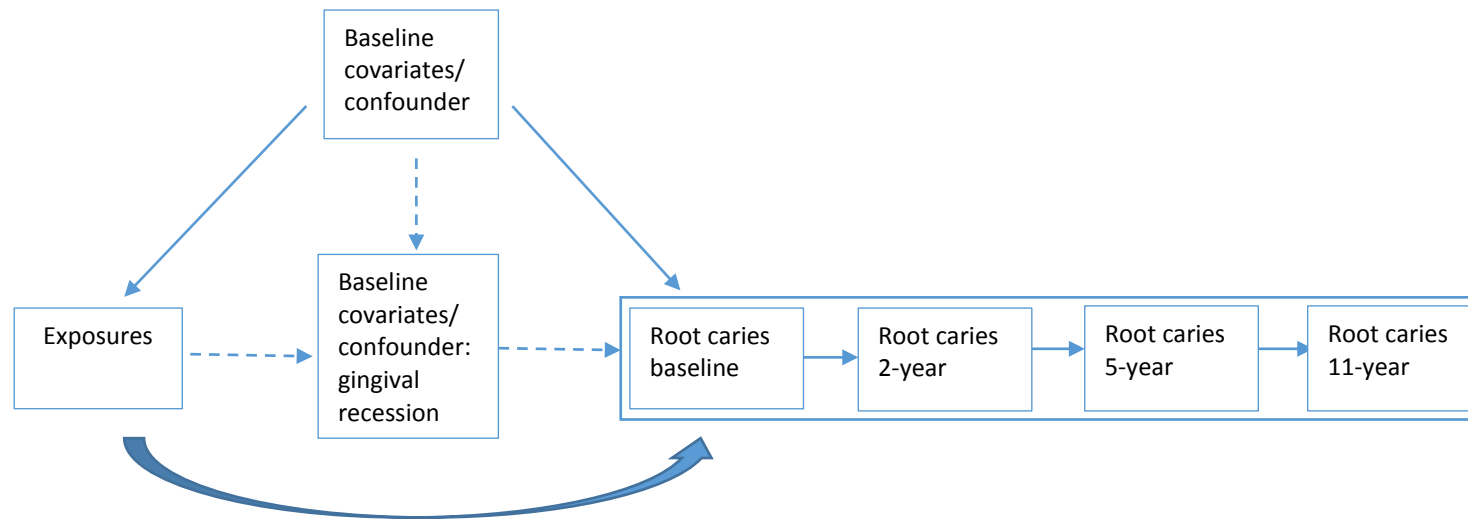 Baseline
covariates/
confounder
Exposures
Baseline
covariates/
confounder:
gingival
recession
Root caries
baseline
Root caries
2-year
Root caries
5-year
Root caries
11-year